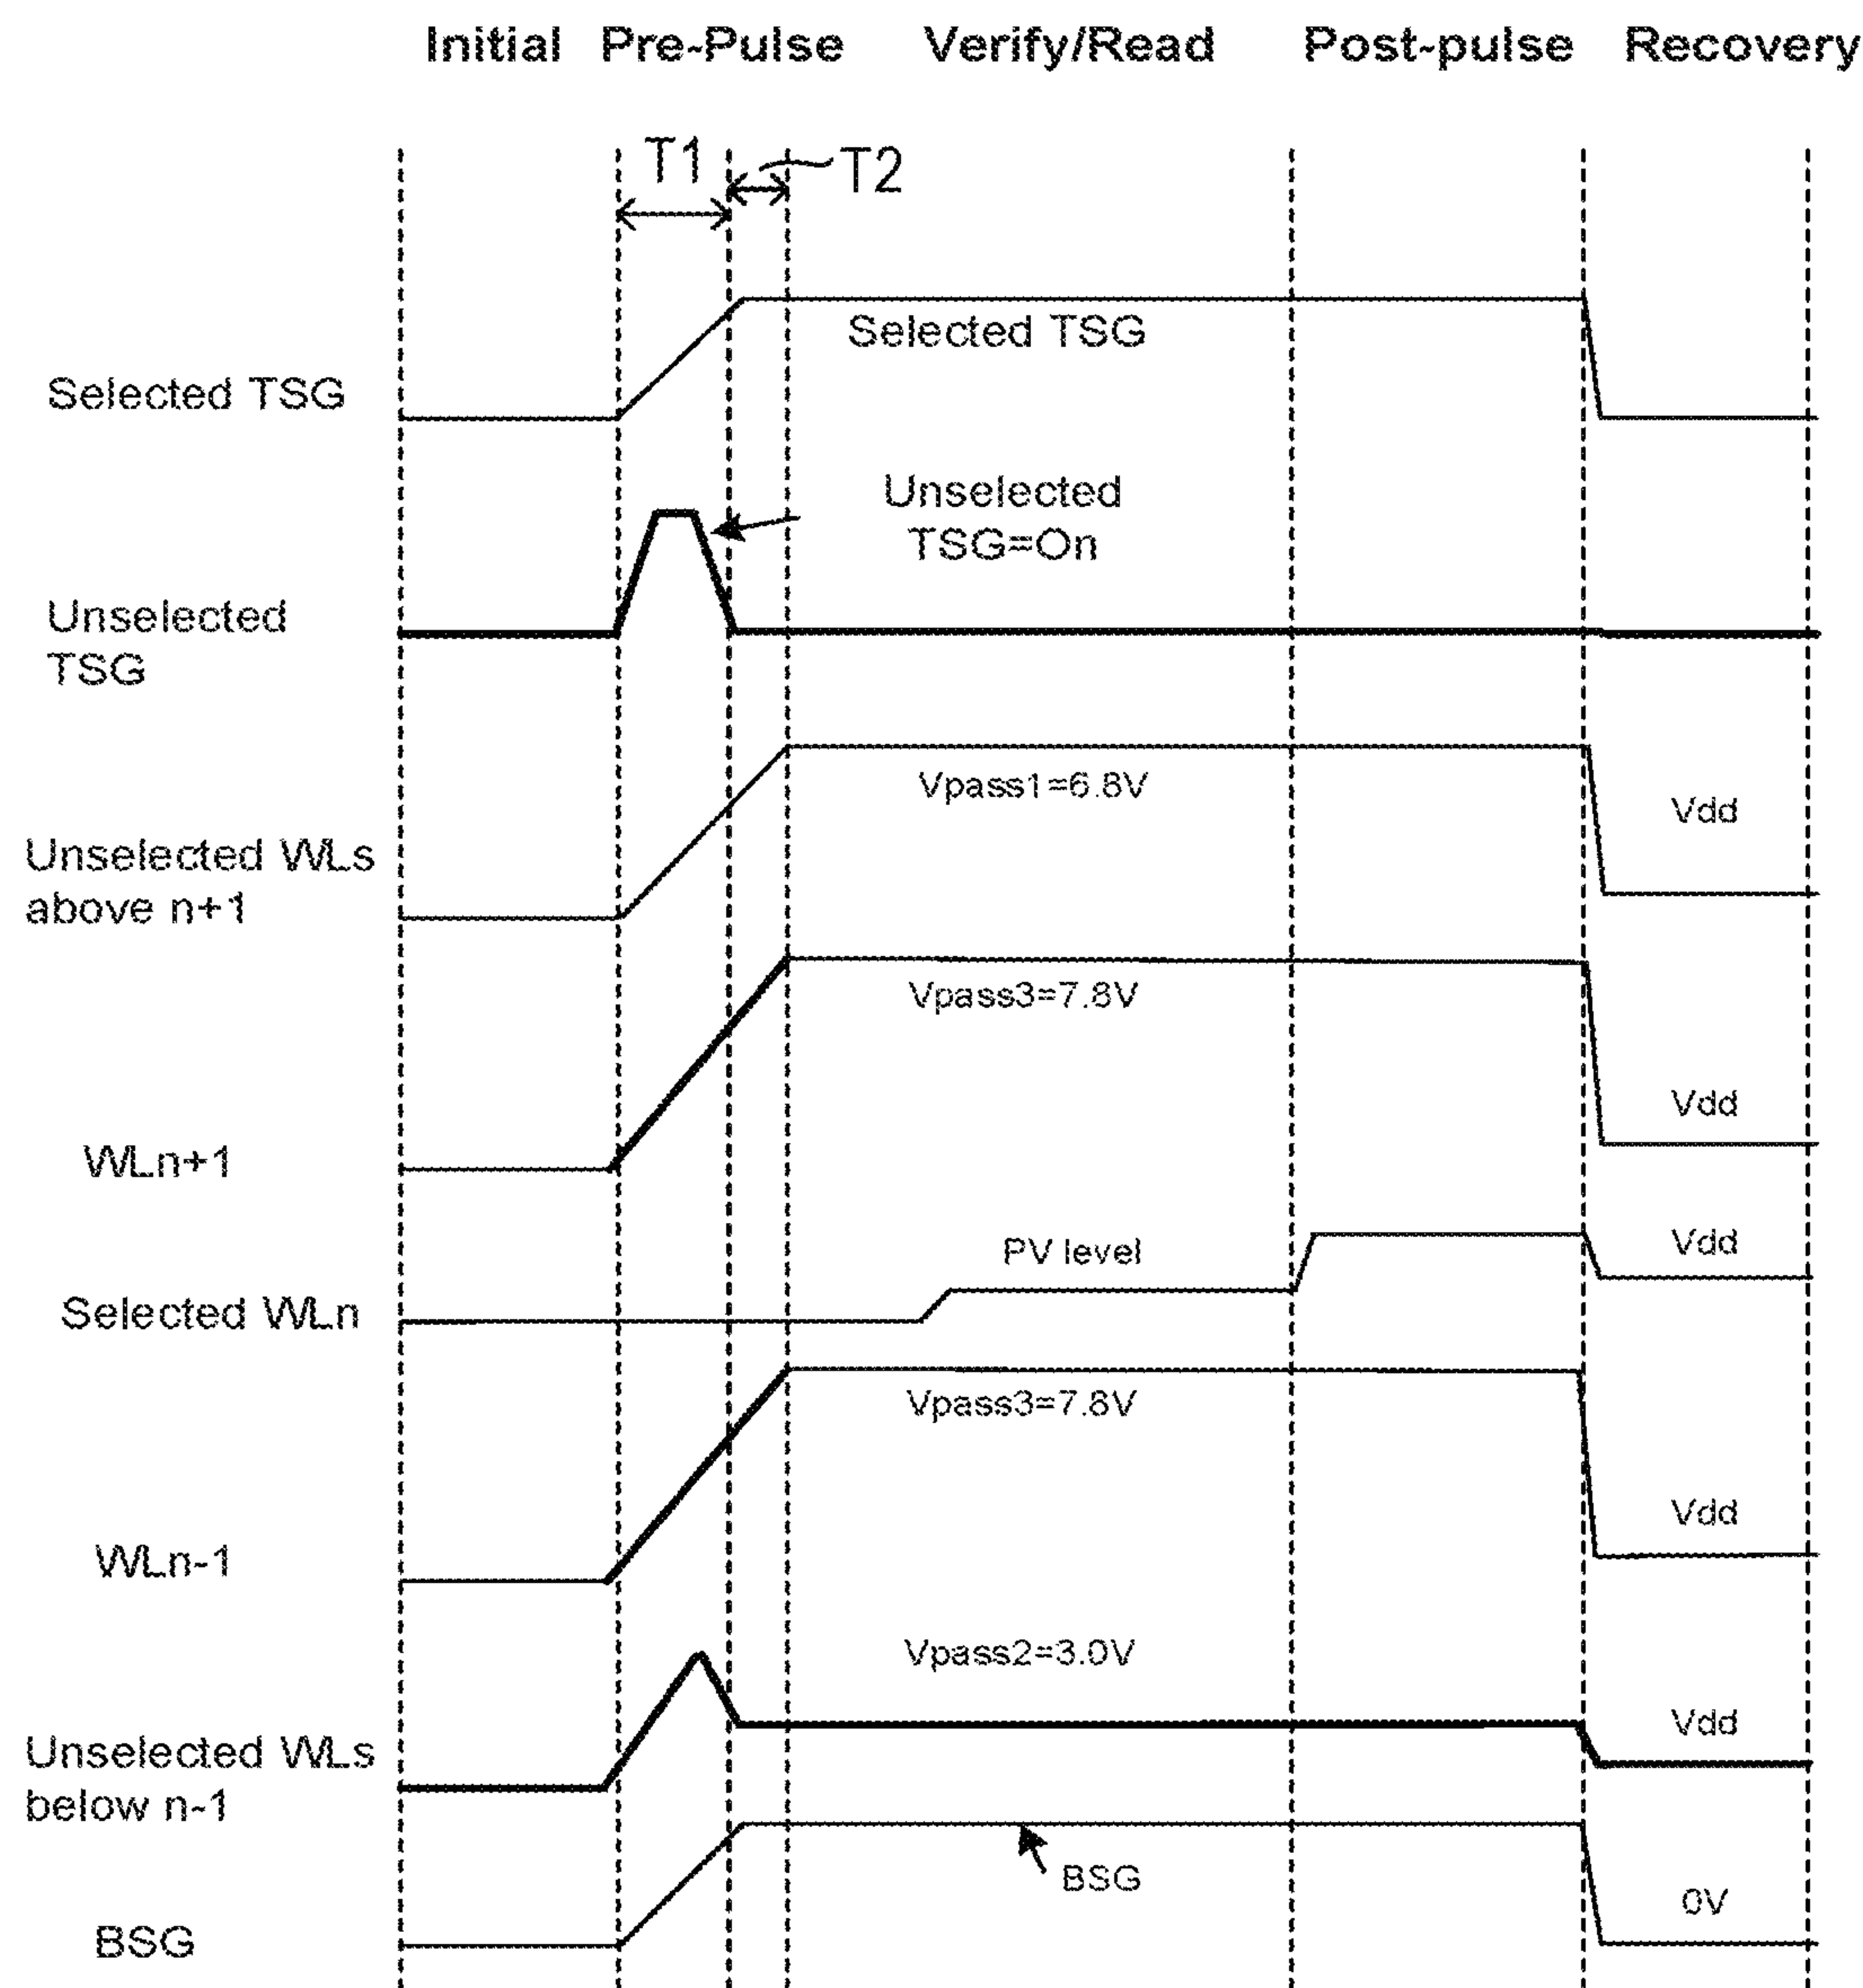 Initial Pre-Pulse Verify/Read Post-pulse Recovery
T1
T2
Selected TSG
Selected TSG
Unselected
TSG=On
Unselected
TSG
Vpass1=6.8V
Vdd
Unselected WLs
above n+1
Vpass3=7.8V
Vdd
WLn+1
PV level
Vdd
Selected WLn
Vpass3=7.8V
Vdd
WLn-1
Vpass2=3.0V
Vdd
Unselected WLs
below n-1
BSG
0V
BSG